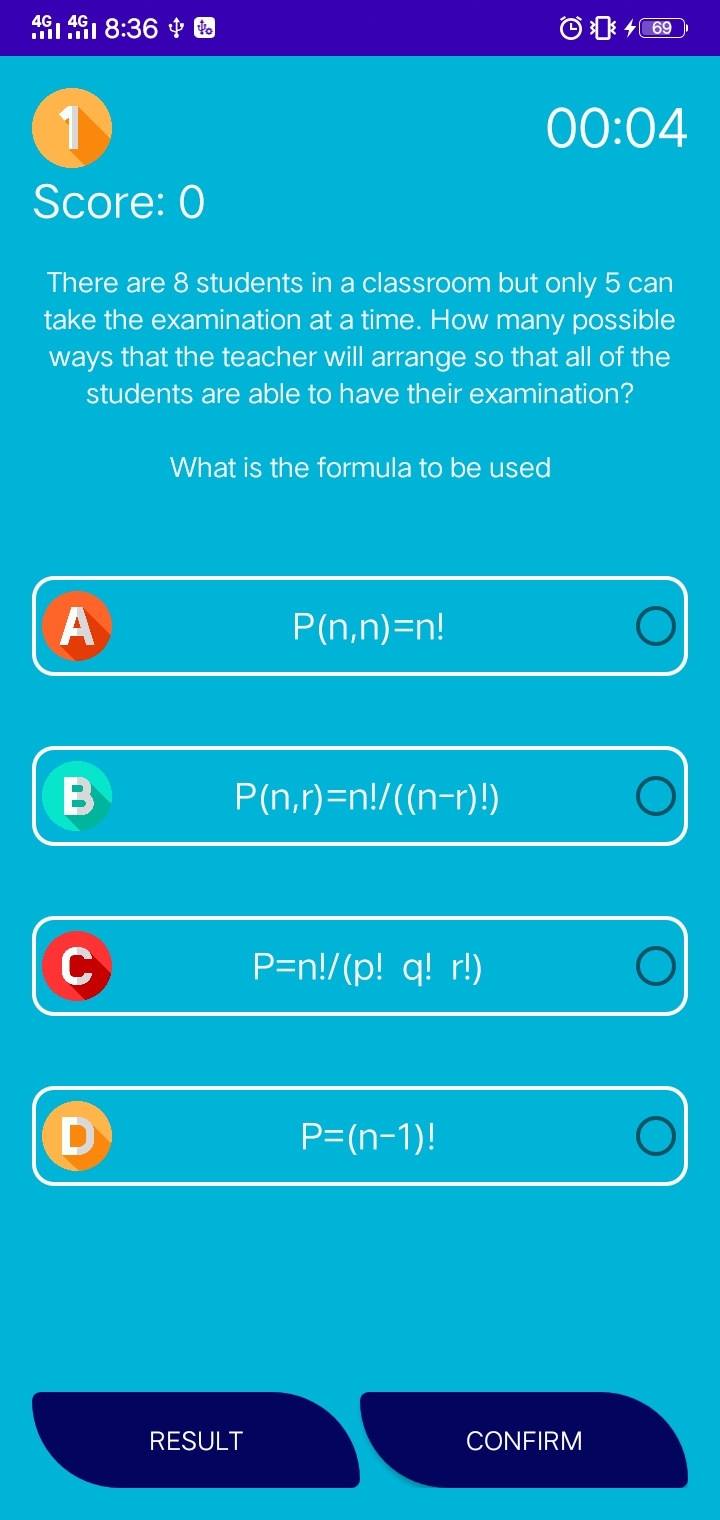 4G 4G 8:36 69
1 00:04
Score: 0
There are 8 students in a classroom but only 5 can
take the examination at a time. How many possible
ways that the teacher will arrange so that all of the
students are able to have their examination?
What is the formula to be used
A P(n,n)=n!
B P(n,r)=n!/((n-r)!)
C P=n!/(p! q! r!)
D P=(n-1)!
RESULT CONFIRM